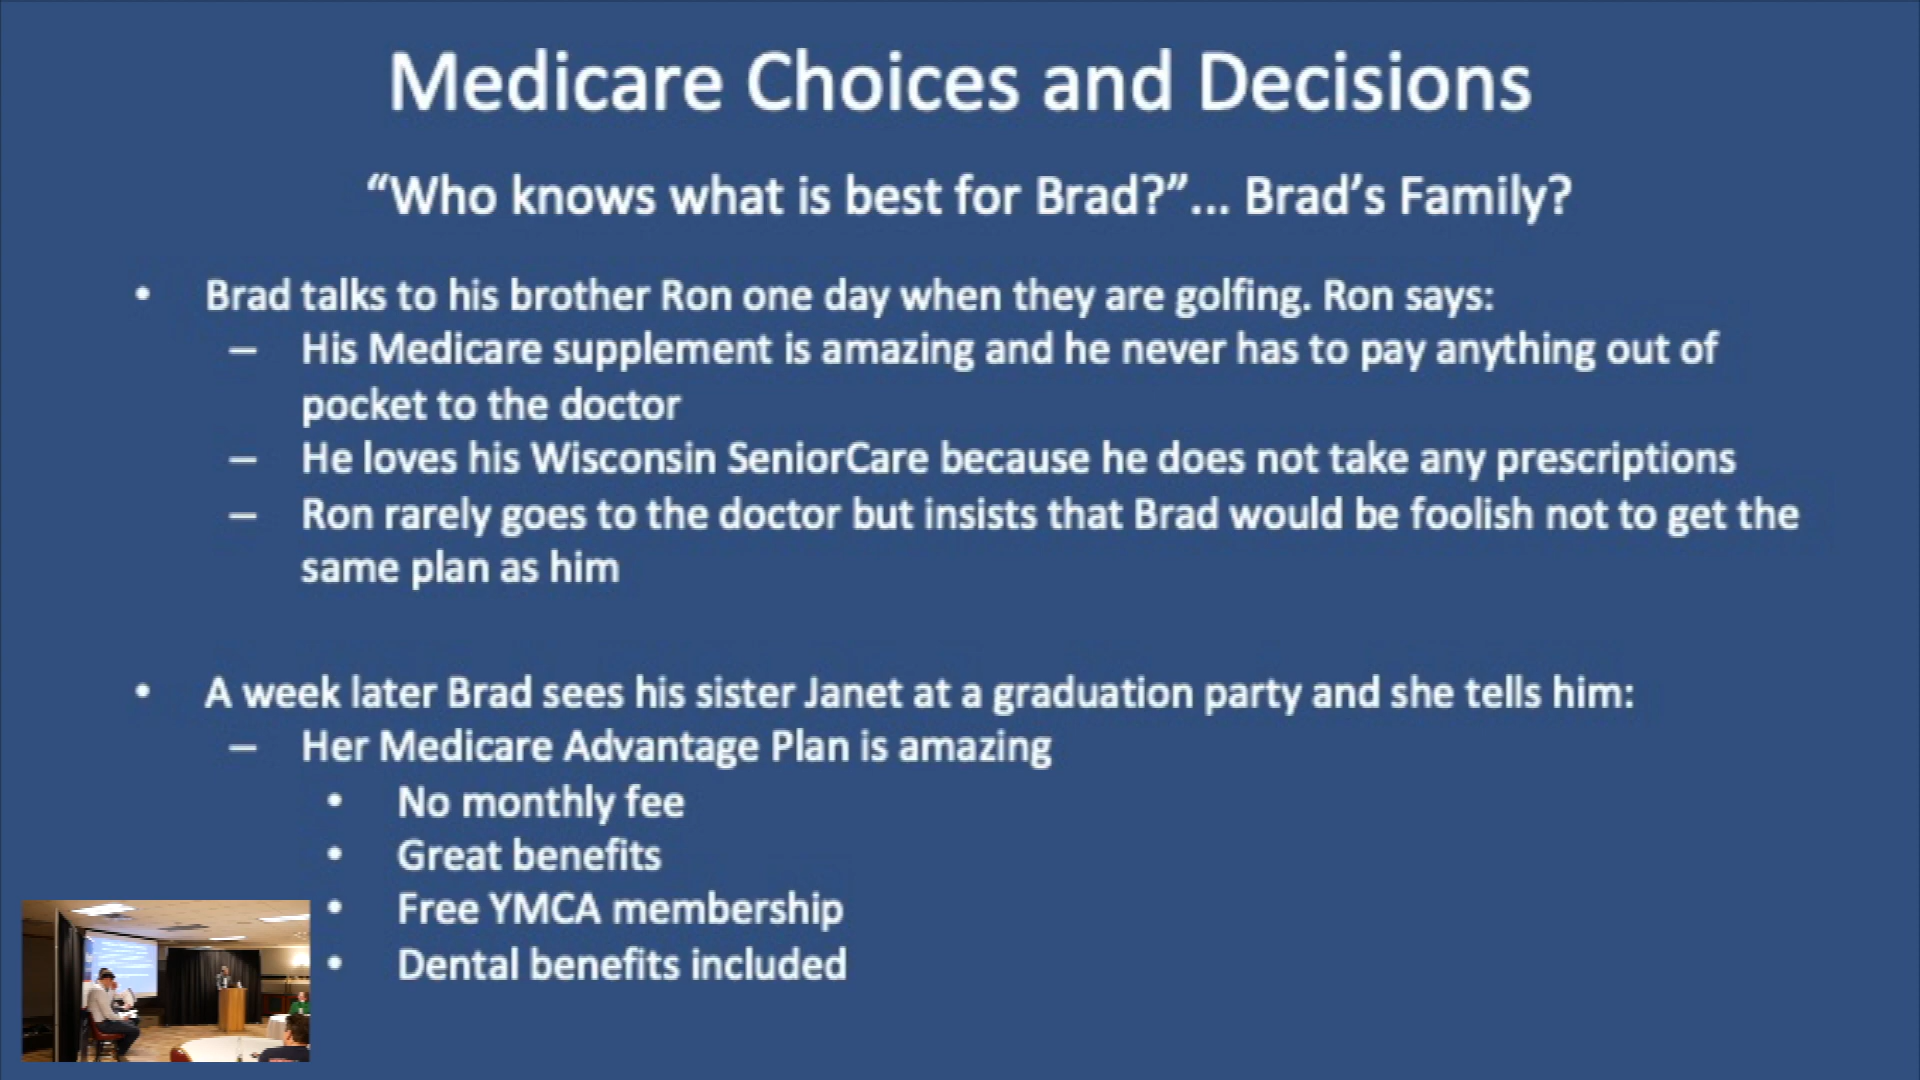 Medicare Choices and Decisions
“Who knows what is best for Brad?”... Brad’s Family?
• Brad talks to his brother Ron one day when they are golfing. Ron says:
– His Medicare supplement is amazing and he never has to pay anything out of
pocket to the doctor
– He loves his Wisconsin SeniorCare because he does not take any prescriptions
– Ron rarely goes to the doctor but insists that Brad would be foolish not to get the
same plan as him
• A week later Brad sees his sister Janet at a graduation party and she tells him:
– Her Medicare Advantage Plan is amazing
• No monthly fee
• Great benefits
• Free YMCA membership
• Dental benefits included